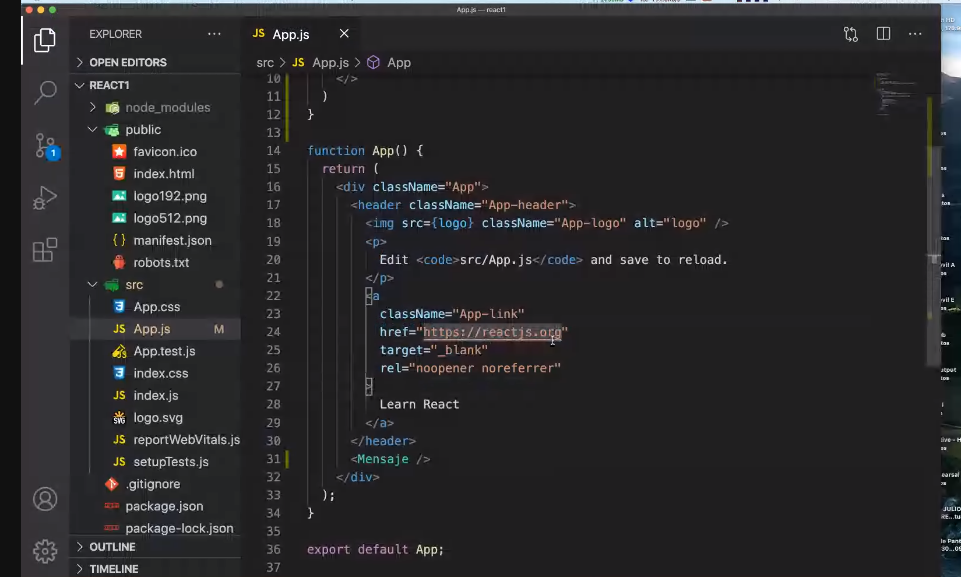 App.js — react1
EXPLORER
OPEN EDITORS
REACT1
node_modules
public
favicon.ico
index.html
logo192.png
logo512.png
manifest.json
robots.txt
src
App.css
App.js M
App.test.js
index.css
index.js
logo.svg
reportWebVitals.js
setupTests.js
.gitignore
package.json
package-lock.json
OUTLINE
TIMELINE
1
JS App.js
src > JS App.js > App
10 </>
11 )
12 }
13
14 function App() {
15 return (
16 <div className="App">
17 <header className="App-header">
18 <img src={logo} className="App-logo" alt="logo" />
19 <p>
20 Edit <code>src/App.js</code> and save to reload.
21 </p>
22 <a
23 className="App-link"
24 href="https://reactjs.org"
25 target="_blank"
26 rel="noopener noreferrer"
27 >
28 Learn React
29 </a>
30 </header>
31 <Mensaje />
32 </div>
33 );
34 }
35
36 export default App;
37